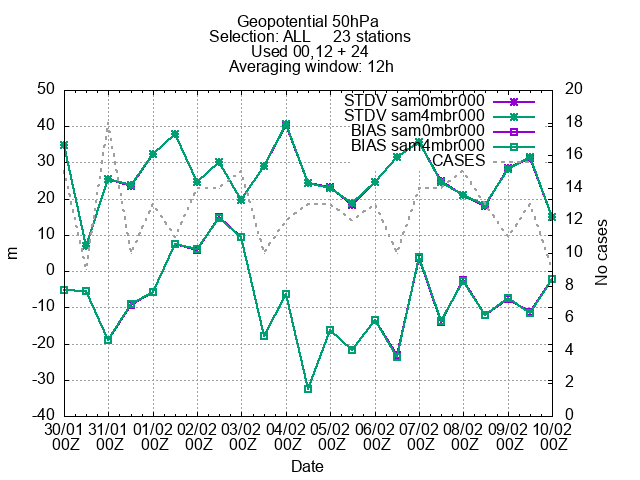 Geopotential 50hPa
Selection: ALL 23 stations
Used 00,12 + 24
Averaging window: 12h
STDV sam0mbr000
STDV sam4mbr000
BIAS sam0mbr000
BIAS sam4mbr000
CASES
50
40
30
20
10
0
-10
-20
-30
-40
m
20
18
16
14
12
10
8
6
4
2
0
No cases
30/01 31/01 01/02 02/02 03/02 04/02 05/02 06/02 07/02 08/02 09/02 10/02
00Z 00Z 00Z 00Z 00Z 00Z 00Z 00Z 00Z 00Z 00Z 00Z
Date